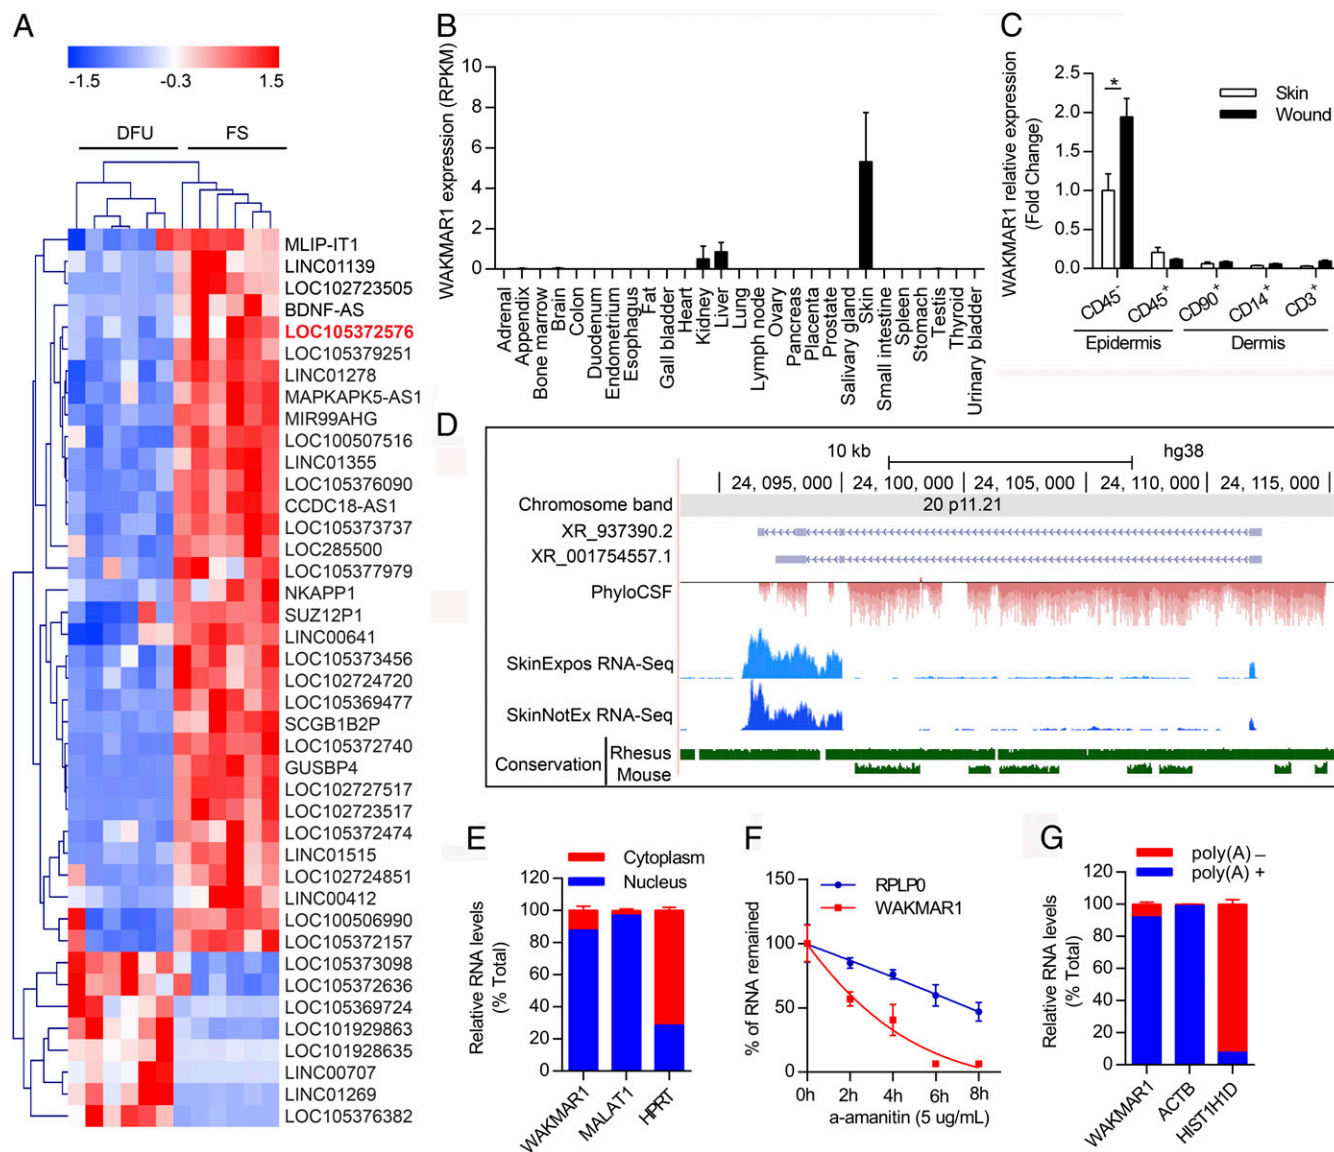 A
-1.5 -0.3 1.5
DFU FS
MLIP-IT1
LINC01139
LOC102723505
BDNF-AS
LOC105372576
LOC105379251
LINC01278
MAPKAPK5-AS1
MIR99AHG
LOC100507516
LINC01355
LOC105376090
CCDC18-AS1
LOC105373737
LOC285500
LOC105377979
NKAPP1
SUZ12P1
LINC00641
LOC105373456
LOC102724720
LOC105369477
SCGB1B2P
LOC105372740
GUSBP4
LOC102727517
LOC102723517
LOC105372474
LINC01515
LOC102724851
LINC00412
LOC100506990
LOC105372157
LOC105373098
LOC105372636
LOC105369724
LOC101929863
LOC101928635
LINC00707
LINC01269
LOC105376382
B
WAKMAR1 expression (RPKM)
10
8
6
4
2
0
Adrenal
Appendix
Bone marrow
Brain
Colon
Duodenum
Endometrium
Esophagus
Fat
Gall bladder
Heart
Kidney
Liver
Lung
Lymph node
Ovary
Pancreas
Placenta
Prostate
Salivary gland
Skin
Small intestine
Spleen
Stomach
Testis
Thyroid
Urinary bladder
C
WAKMAR1 relative expression
(Fold Change)
2.5
2.0
1.5
1.0
0.5
0.0
*
Skin
Wound
CD45-
CD45+
CD90+
CD14+
CD3+
Epidermis Dermis
D
10 kb hg38
24, 095, 000 24, 100, 000 24, 105, 000 24, 110, 000 24, 115, 000
Chromosome band 20 p11.21
XR_937390.2
XR_001754557.1
PhyloCSF
SkinExpos RNA-Seq
SkinNotEx RNA-Seq
Conservation
Rhesus
Mouse
E
Cytoplasm
Nucleus
Relative RNA levels
(% Total)
120
100
80
60
40
20
0
WAKMAR1
MALAT1
HPRT
F
RPLP0
WAKMAR1
% of RNA remained
150
100
50
0
0h 2h 4h 6h 8h
a-amanitin (5 ug/mL)
G
poly(A) –
poly(A) +
Relative RNA levels
(% Total)
120
100
80
60
40
20
0
WAKMAR1
ACTB
HIST1H1D